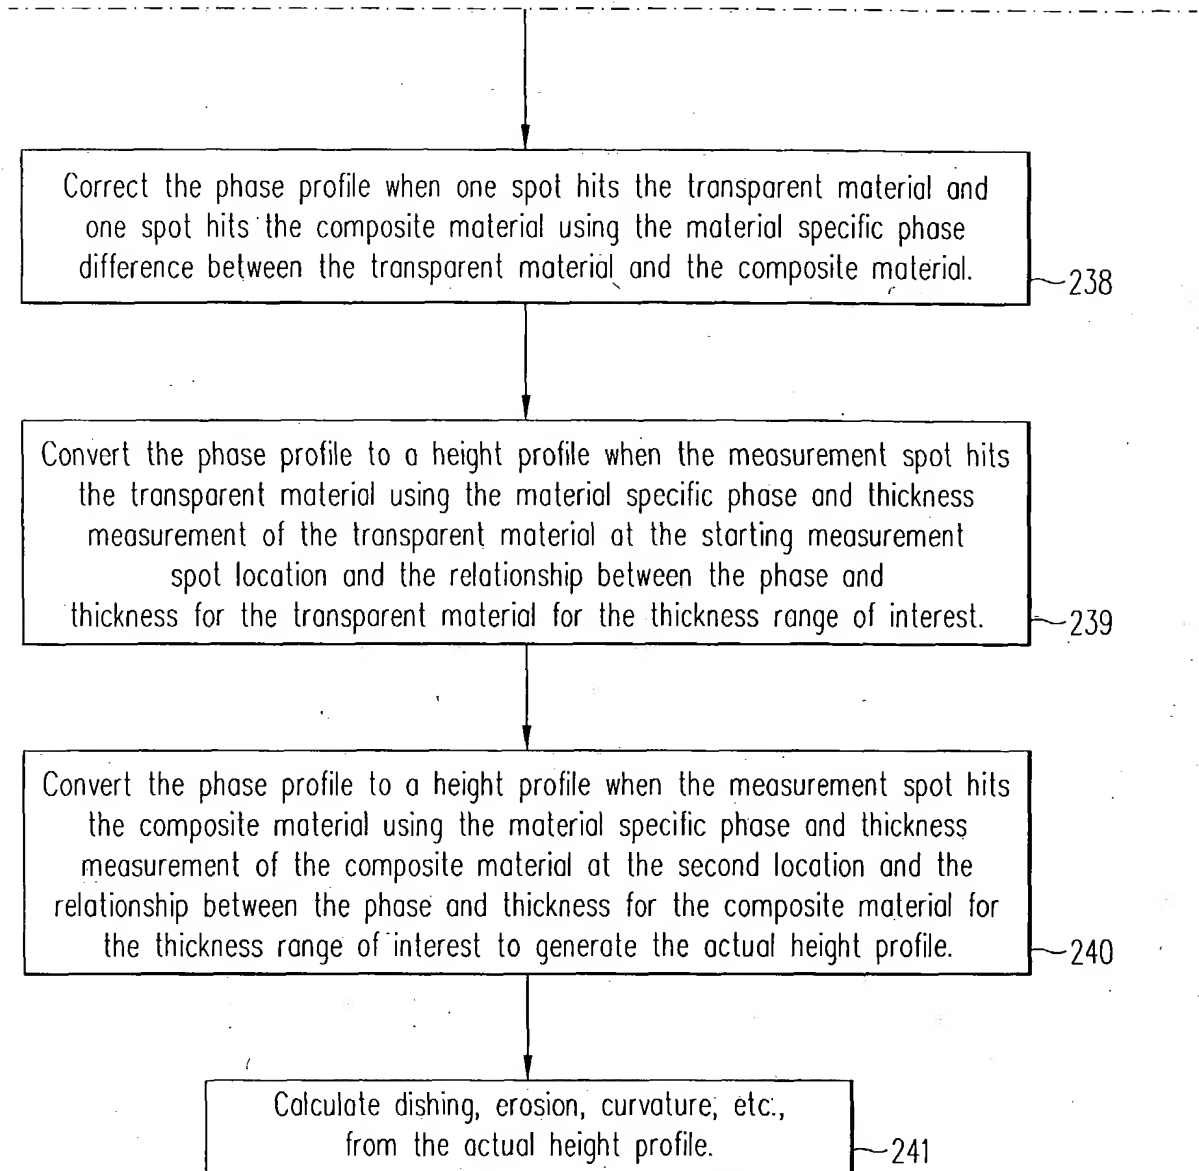 Correct the phase profile when one spot hits the transparent material and
one spot hits the composite material using the material specific phase
difference between the transparent material and the composite material.
238
Convert the phase profile to a height profile when the measurement spot hits
the transparent material using the material specific phase and thickness
measurement of the transparent material at the starting measurement
spot location and the relationship between the phase and
thickness for the transparent material for the thickness range of interest.
239
Convert the phase profile to a height profile when the measurement spot hits
the composite material using the material specific phase and thickness
measurement of the composite material at the second location and the
relationship between the phase and thickness for the composite material for
the thickness range of interest to generate the actual height profile.
240
Calculate dishing, erosion, curvature, etc.,
from the actual height profile.
241